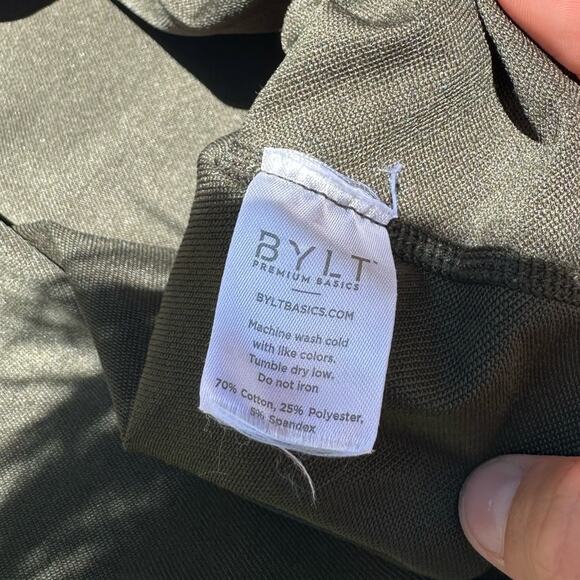 BYLT™
PREMIUM BASICS
BYLTBASICS.COM
Machine wash cold
with like colors.
Tumble dry low.
Do not iron
70% Cotton, 25% Polyester,
5% Spandex